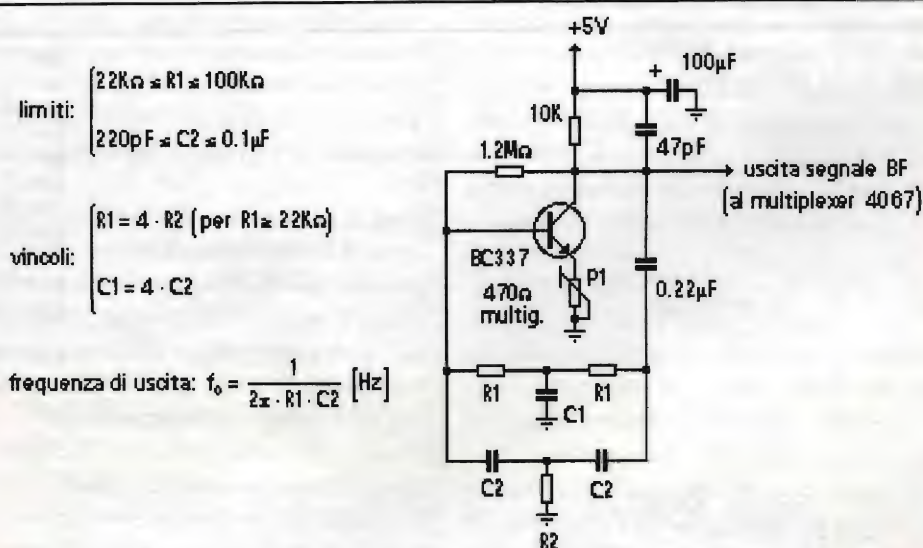 limiti:
22KΩ ≤ R1 ≤ 100KΩ
220pF ≤ C2 ≤ 0.1μF
vincoli:
R1 = 4 · R2 (per R1≥ 22KΩ)
C1 = 4 · C2
frequenza di uscita: f₀ = 1 / 2π · R1 · C2 [Hz]
+5V
+ 100μF
10K
47pF
1.2MΩ
uscita segnale BF
(al multiplexer 4067)
BC337
P1
470Ω
multig.
0.22μF
R1
R1
C1
C2
C2
R2